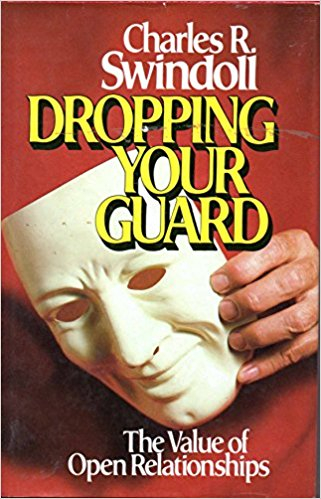 Charles R.
Swindoll
DROPPING
YOUR
GUARD
The Value of
Open Relationships